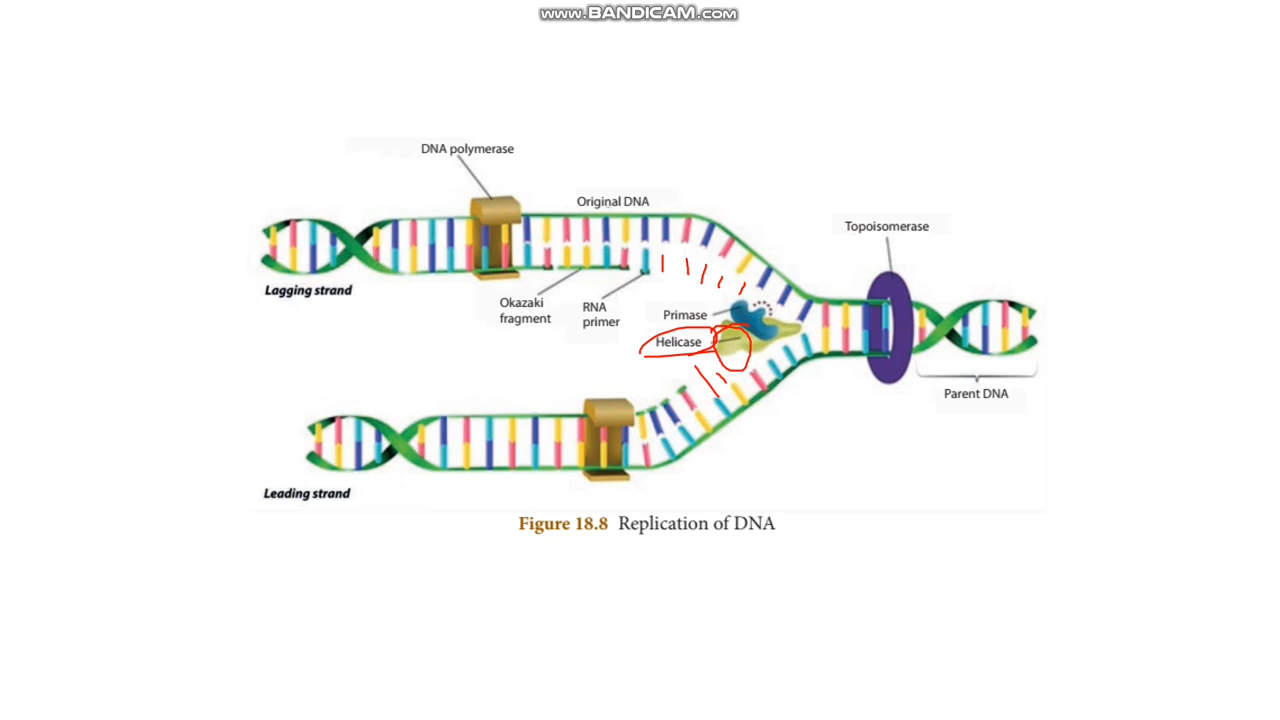 www.BANDICAM.com
DNA polymerase
Original DNA
Topoisomerase
Lagging strand
Okazaki
fragment
RNA
primer
Primase
Helicase
Parent DNA
Leading strand
Figure 18.8 Replication of DNA